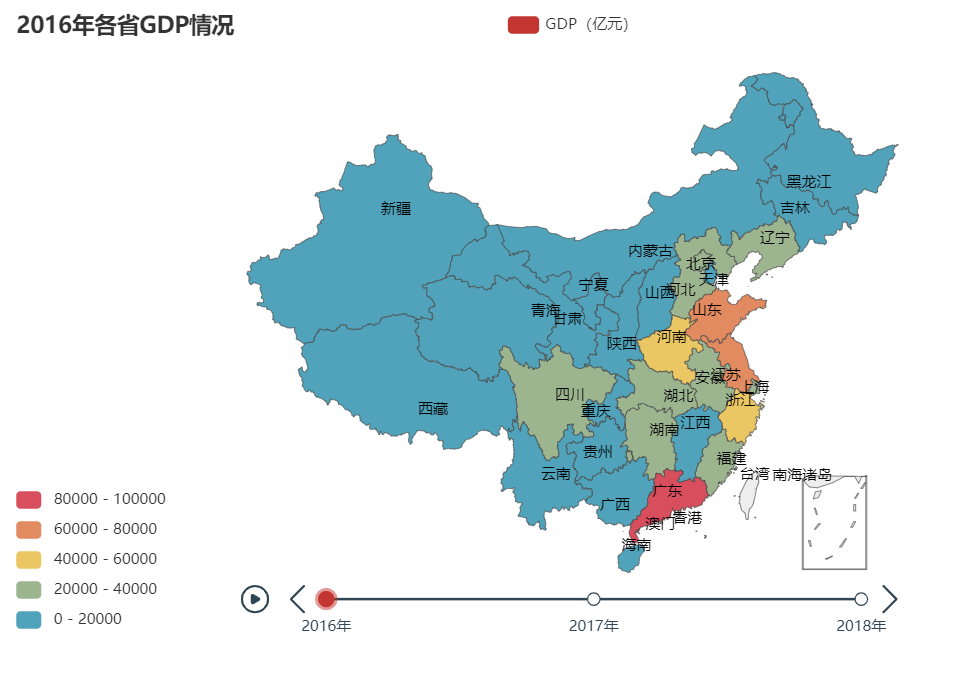 2016年各省GDP情况
GDP（亿元）
黑龙江
新疆
吉林
辽宁
内蒙古
北京
天津
宁夏
河北
山西
青海
山东
甘肃
河南
陕西
江苏
安徽
上海
四川
湖北
浙江
西藏
重庆
江西
湖南
贵州
福建
云南
台湾
南海诸岛
广东
广西
香港
澳门
海南
80000 - 100000
60000 - 80000
40000 - 60000
20000 - 40000
0 - 20000
2016年
2017年
2018年